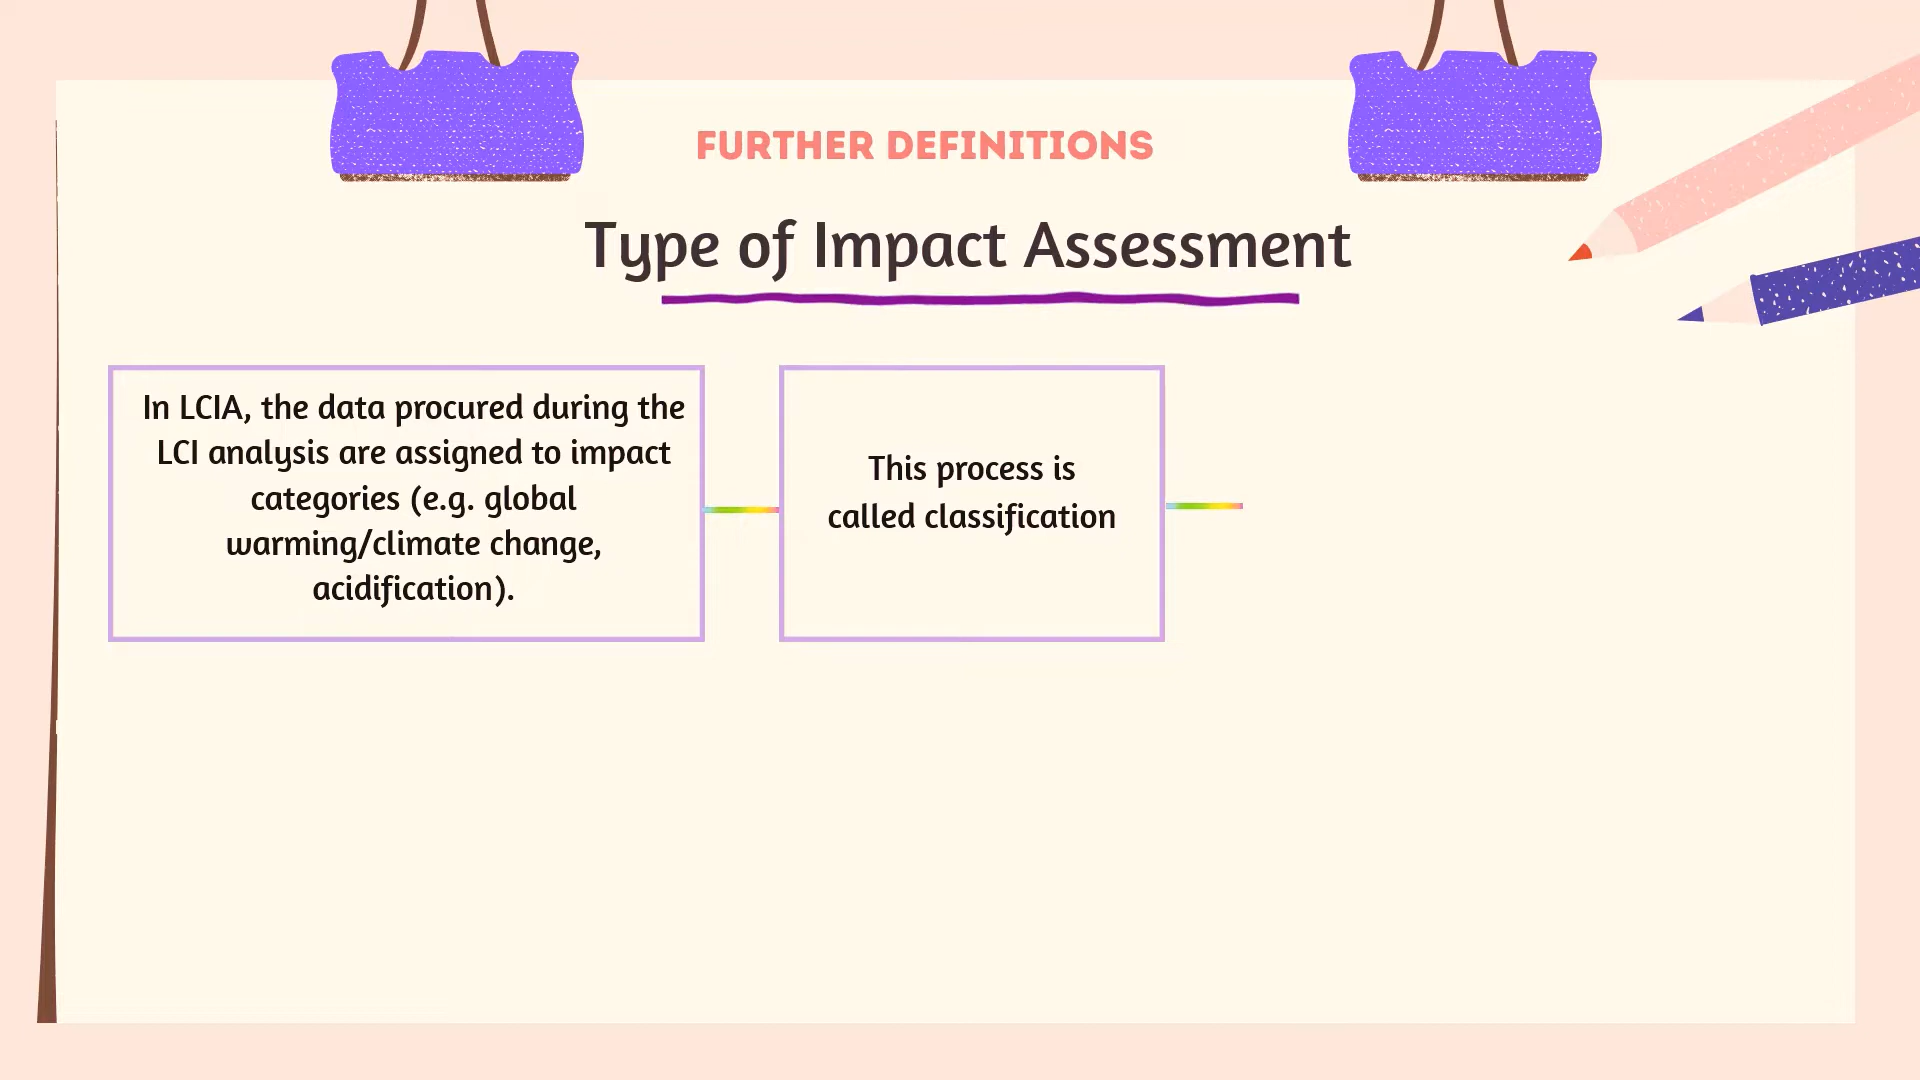 FURTHER DEFINITIONS
Type of Impact Assessment
In LCIA, the data procured during the
LCI analysis are assigned to impact
categories (e.g. global
warming/climate change,
acidification).
This process is
called classification